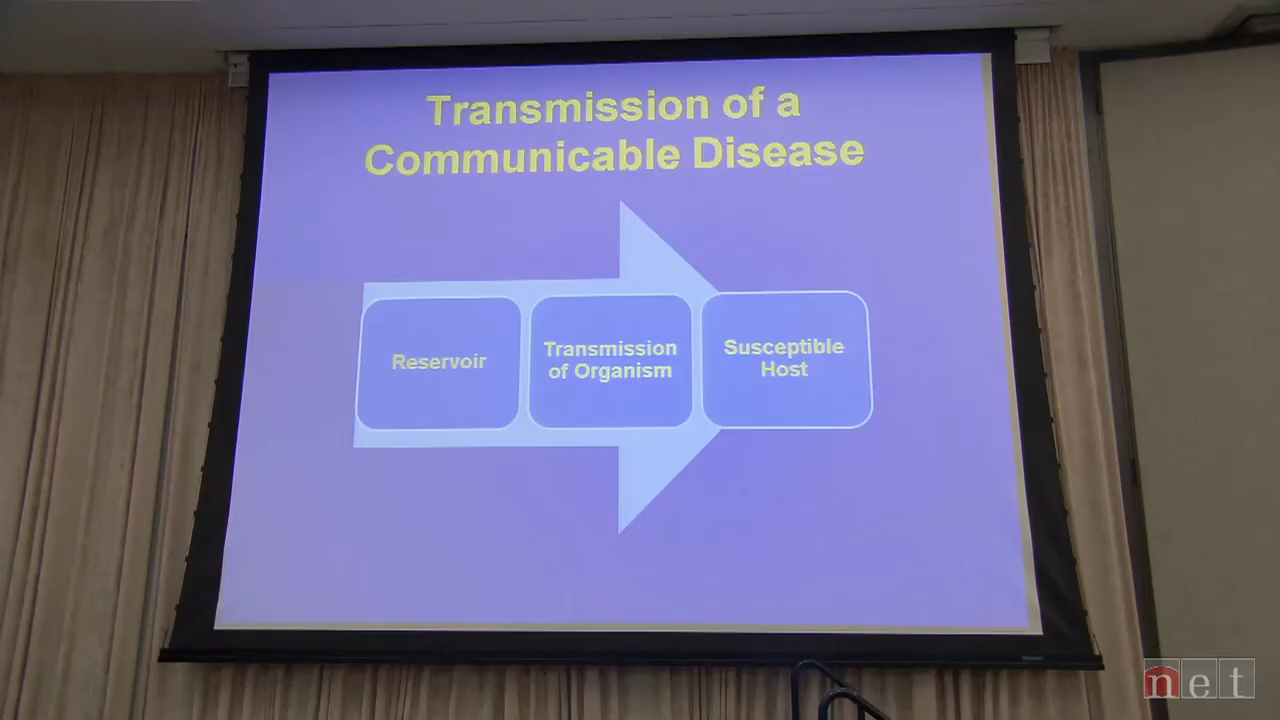 Transmission of a
Communicable Disease
Reservoir
Transmission
of Organism
Susceptible
Host
net